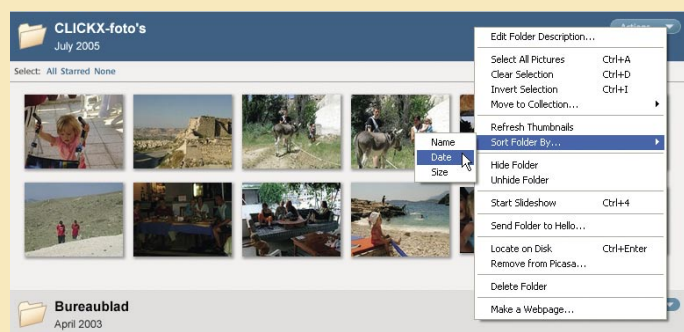 CLICKX-foto's
July 2005
Actions
Select: All Starred None
Edit Folder Description...
Select All Pictures Ctrl+A
Clear Selection Ctrl+D
Invert Selection Ctrl+I
Move to Collection...
Refresh Thumbnails
Sort Folder By...
Name
Date
Size
Hide Folder
Unhide Folder
Start Slideshow Ctrl+4
Send Folder to Hello...
Locate on Disk Ctrl+Enter
Remove from Picasa...
Delete Folder
Make a Webpage...
Bureaublad
April 2003